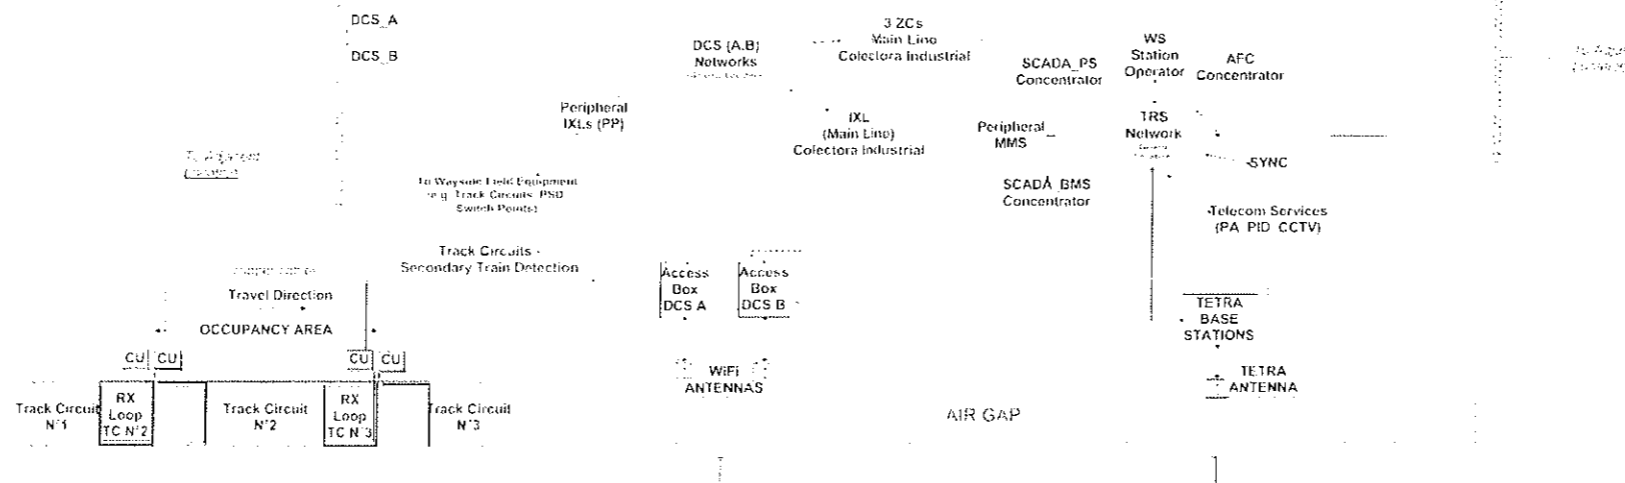 DCS_A
DCS_B
DCS (A.B)
Networks
3 ZCs
Main Line
Colectora Industrial
SCADA_PS
Concentrator
WS
Station
Operator
AFC
Concentrator
Peripheral
IXLs (PP)
IXL
(Main Line)
Colectora Industrial
Peripheral_
MMS
TRS
Network
SYNC
To Adjacent
Location
To Wayside Field Equipment
(e.g. Track Circuits, PSD
Switch Points)
SCADA_BMS
Concentrator
Telecom Services
(PA, PID, CCTV)
Track Circuits -
Secondary Train Detection
Access
Box
DCS A
Access
Box
DCS B
Travel Direction
OCCUPANCY AREA
TETRA
BASE
STATIONS
CU
CU
CU
CU
WiFi
ANTENNAS
TETRA
ANTENNA
Track Circuit
N°1
RX
Loop
TC N°2
Track Circuit
N°2
RX
Loop
TC N°3
Track Circuit
N°3
AIR GAP